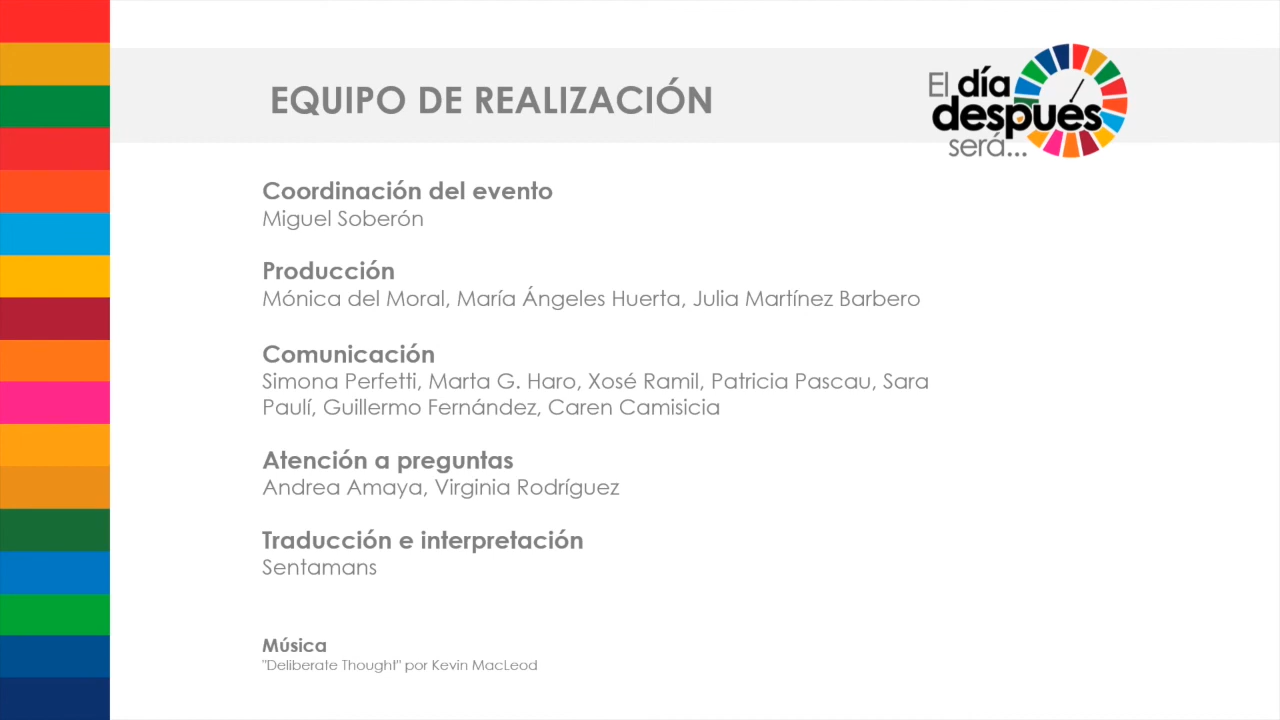 EQUIPO DE REALIZACIÓN
El día
después
será...
Coordinación del evento
Miguel Soberón
Producción
Mónica del Moral, María Ángeles Huerta, Julia Martínez Barbero
Comunicación
Simona Perfetti, Marta G. Haro, Xosé Ramil, Patricia Pascau, Sara
Paulí, Guillermo Fernández, Caren Camisicia
Atención a preguntas
Andrea Amaya, Virginia Rodríguez
Traducción e interpretación
Sentamans
Música
"Deliberate Thought" por Kevin MacLeod